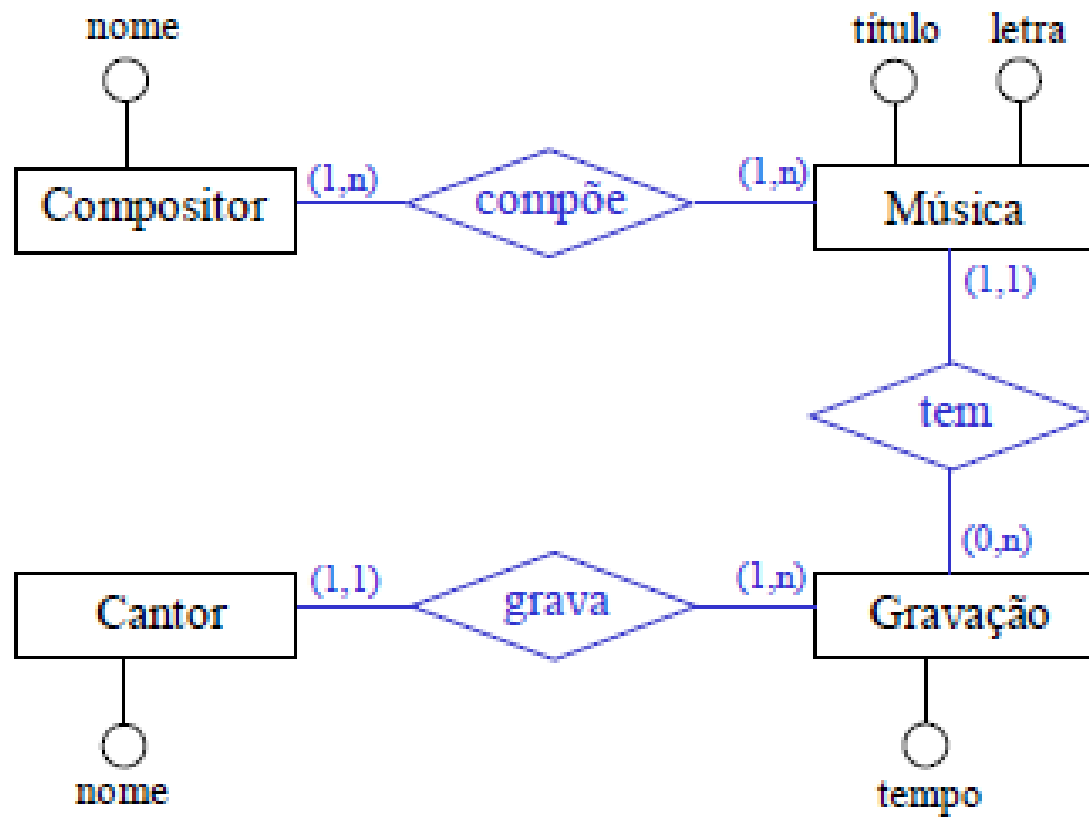 nome
título letra
Compositor (1,n) compõe (1,n) Música
(1,1)
tem
(0,n)
Cantor (1,1) grava (1,n) Gravação
nome
tempo